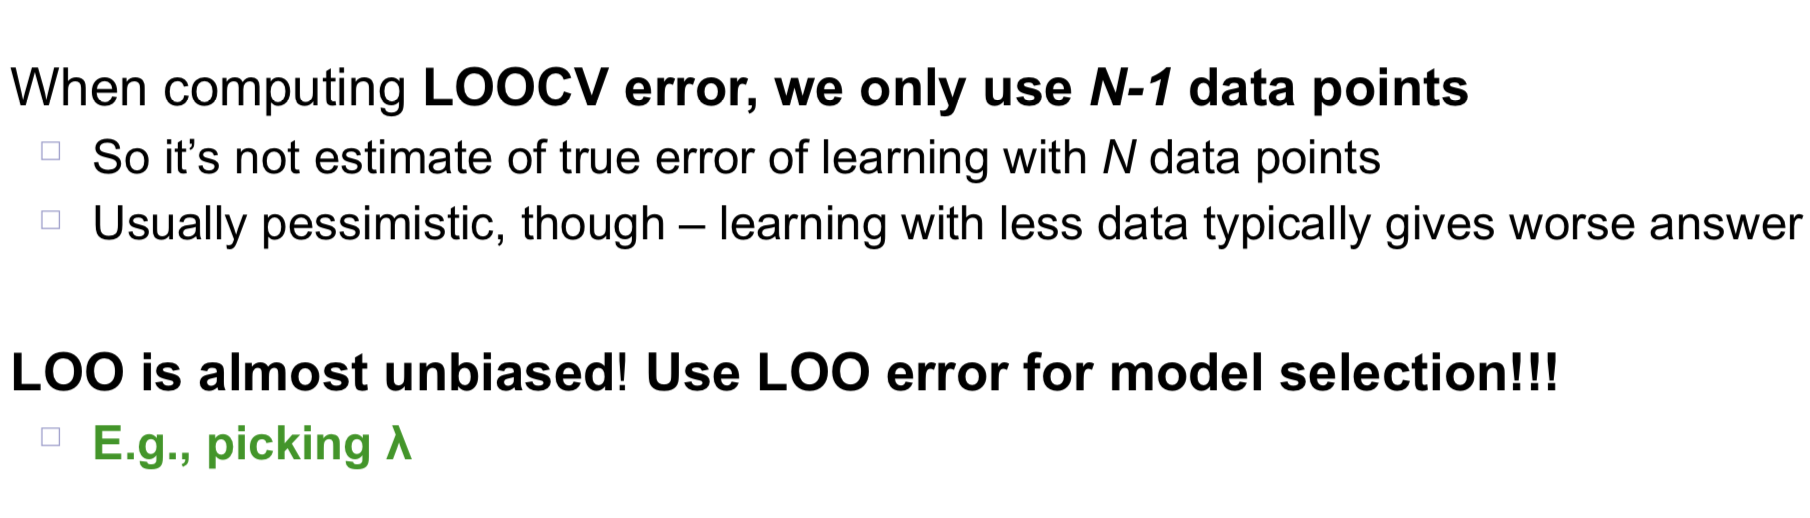 When computing LOOCV error, we only use N-1 data points
So it's not estimate of true error of learning with N data points
Usually pessimistic, though – learning with less data typically gives worse answer
LOO is almost unbiased! Use LOO error for model selection!!!
E.g., picking λ